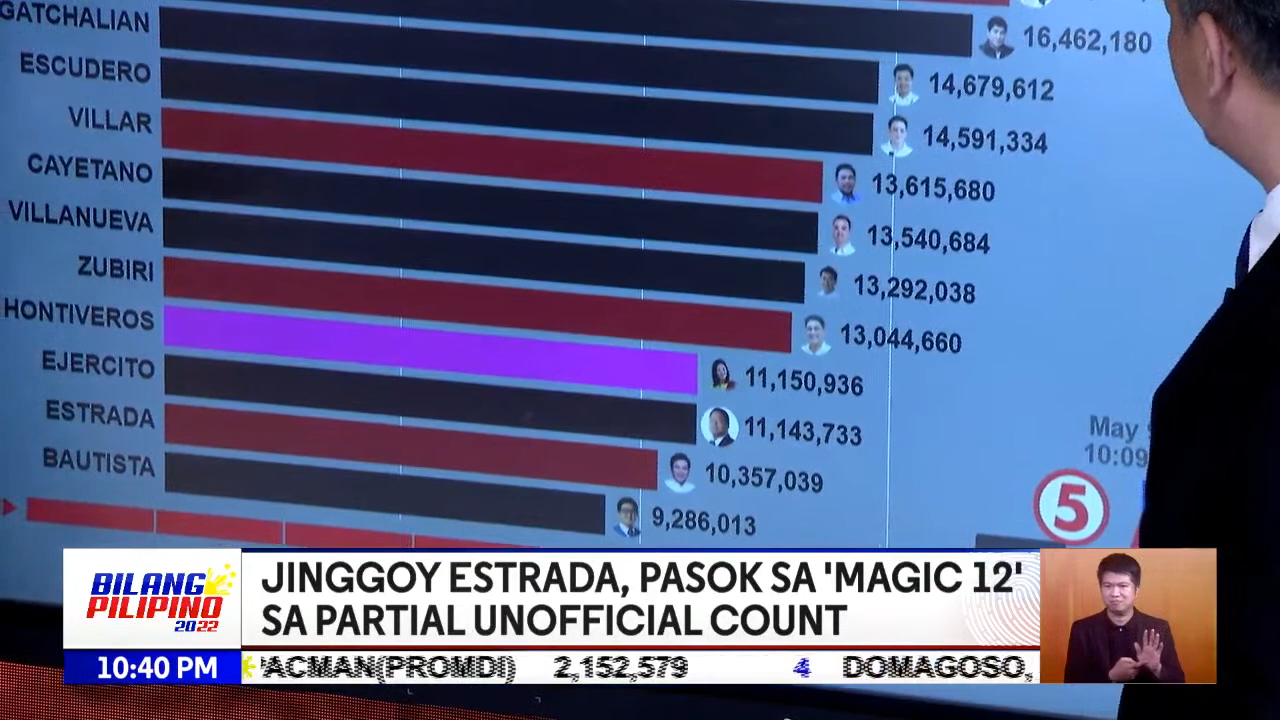 GATCHALIAN 16,462,180
ESCUDERO 14,679,612
VILLAR 14,591,334
CAYETANO 13,615,680
VILLANUEVA 13,540,684
ZUBIRI 13,292,038
HONTIVEROS 13,044,660
EJERCITO 11,150,936
ESTRADA 11,143,733
BAUTISTA 10,357,039
9,286,013
May
10:09
5
BILANG
PILIPINO
2022
JINGGOY ESTRADA, PASOK SA 'MAGIC 12'
SA PARTIAL UNOFFICIAL COUNT
10:40 PM
'ACMAN(PROMDI) 2,152,579 4 DOMAGOSO,